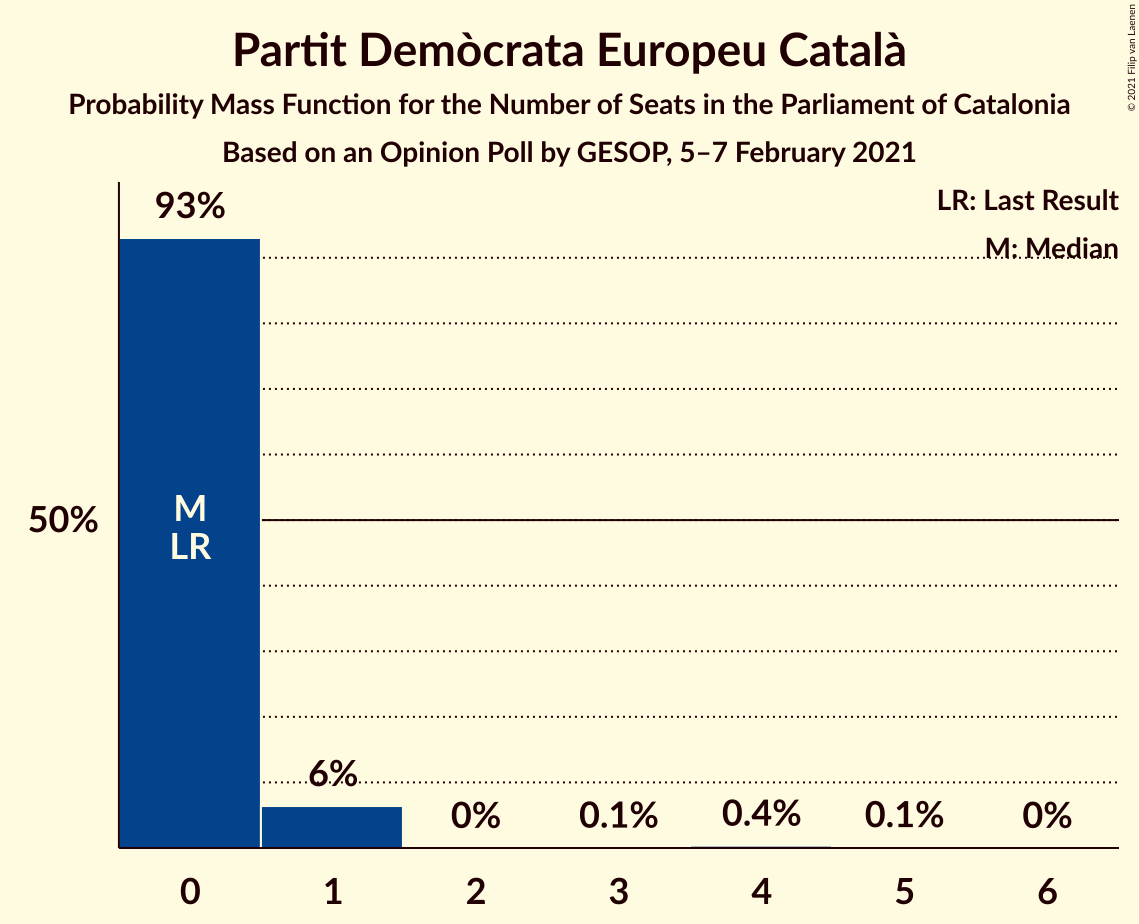 Partit Demòcrata Europeu Català
Probability Mass Function for the Number of Seats in the Parliament of Catalonia
Based on an Opinion Poll by GESOP, 5–7 February 2021
© 2021 Filip van Laenen
LR: Last Result
M: Median
93%
50%
M
LR
6%
0%
0.1%
0.4%
0.1%
0%
0
1
2
3
4
5
6